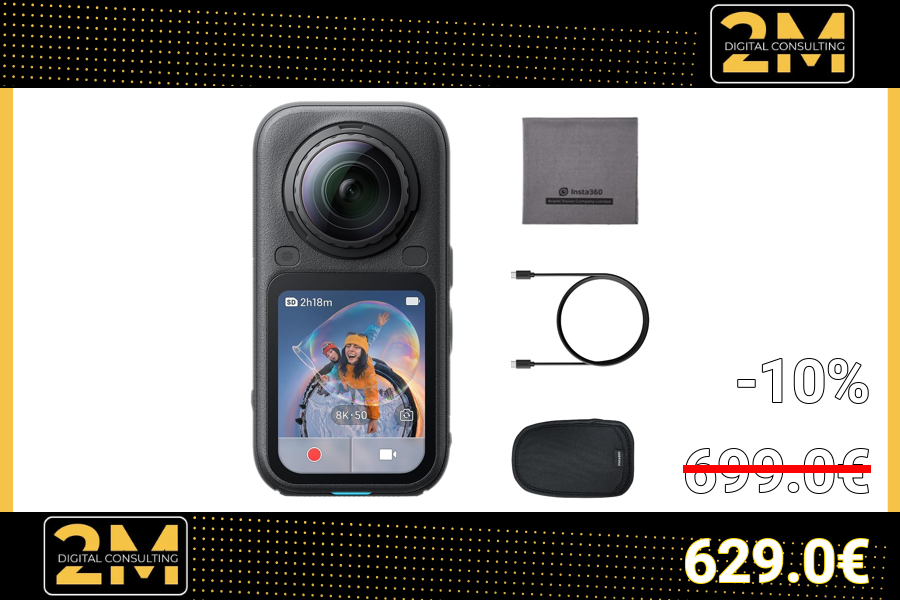 2M
DIGITAL CONSULTING
Insta360
SD 2h18m
8K·50
-10%
699.0€
2M
DIGITAL CONSULTING
629.0€